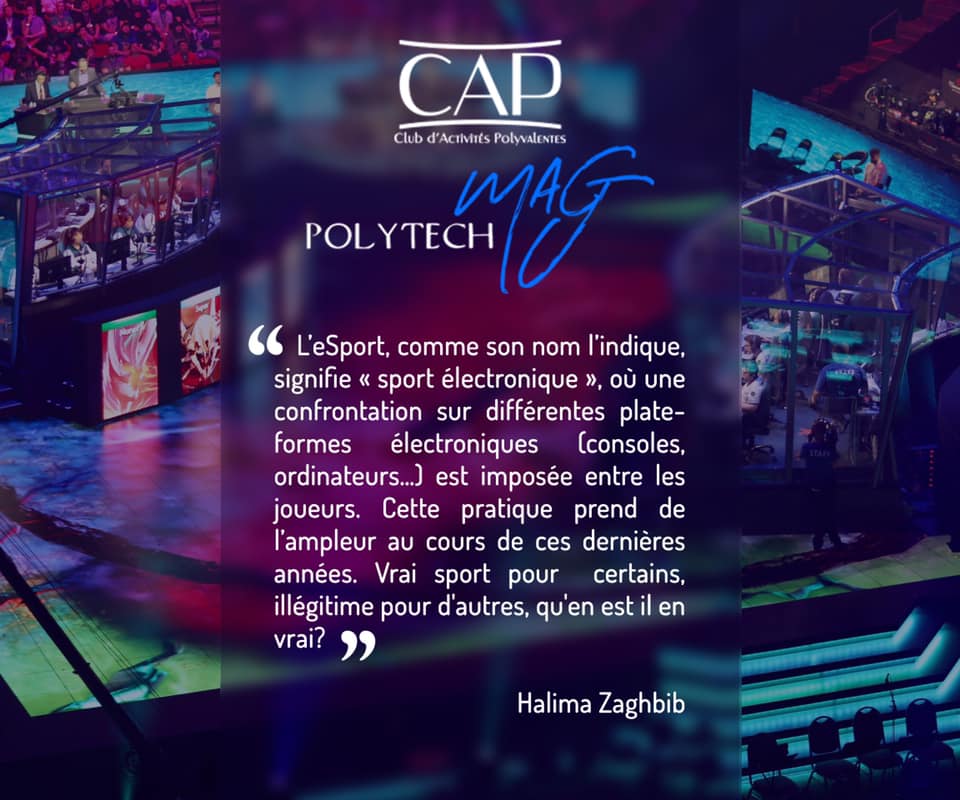 CAP
Club d'Activités Polyvalentes
MAG
POLYTECH
“ L'eSport, comme son nom l'indique,
signifie « sport électronique », où une
confrontation sur différentes plate-
formes électroniques (consoles,
ordinateurs...) est imposée entre les
joueurs. Cette pratique prend de
l'ampleur au cours de ces dernières
années. Vrai sport pour certains,
illégitime pour d'autres, qu'en est il en
vrai? ”
Halima Zaghbib
STAFF